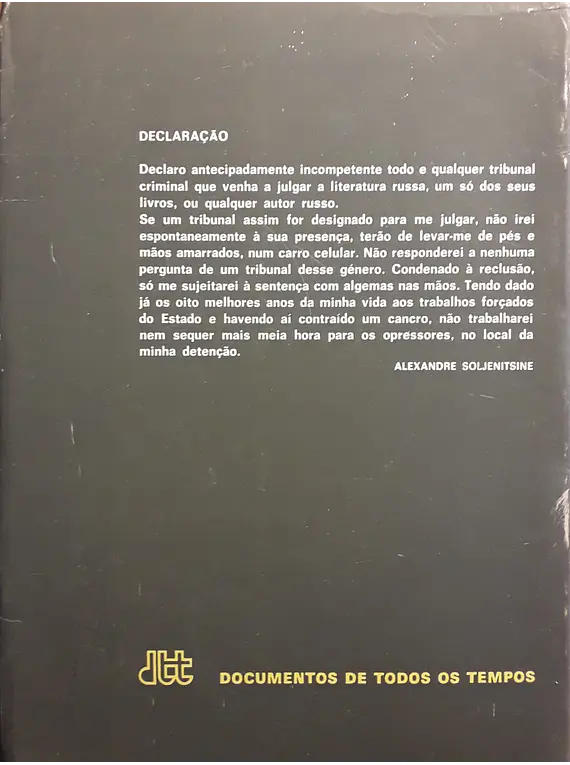 DECLARAÇÃO
Declaro antecipadamente incompetente todo e qualquer tribunal
criminal que venha a julgar a literatura russa, um só dos seus
livros, ou qualquer autor russo.
Se um tribunal assim for designado para me julgar, não irei
espontaneamente à sua presença, terão de levar-me de pés e
mãos amarrados, num carro celular. Não responderei a nenhuma
pergunta de um tribunal desse género. Condenado à reclusão,
só me sujeitarei à sentença com algemas nas mãos. Tendo dado
já os oito melhores anos da minha vida aos trabalhos forçados
do Estado e havendo aí contraído um cancro, não trabalharei
nem sequer mais meia hora para os opressores, no local da
minha detenção.
ALEXANDRE SOLJENITSINE
dtt DOCUMENTOS DE TODOS OS TEMPOS